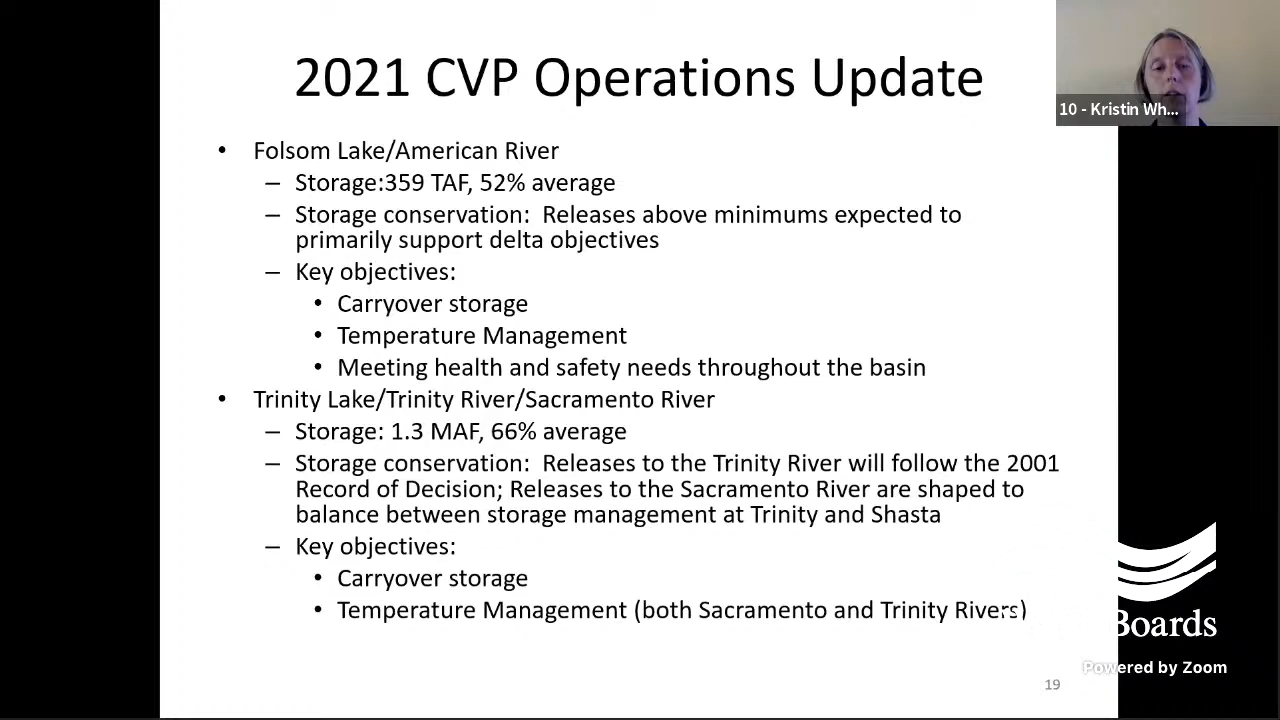 2021 CVP Operations Update
10 - Kristin Wh...
• Folsom Lake/American River
– Storage:359 TAF, 52% average
– Storage conservation: Releases above minimums expected to
primarily support delta objectives
– Key objectives:
• Carryover storage
• Temperature Management
• Meeting health and safety needs throughout the basin
• Trinity Lake/Trinity River/Sacramento River
– Storage: 1.3 MAF, 66% average
– Storage conservation: Releases to the Trinity River will follow the 2001
Record of Decision; Releases to the Sacramento River are shaped to
balance between storage management at Trinity and Shasta
– Key objectives:
• Carryover storage
• Temperature Management (both Sacramento and Trinity Rivers)
Boards
Powered by Zoom
19